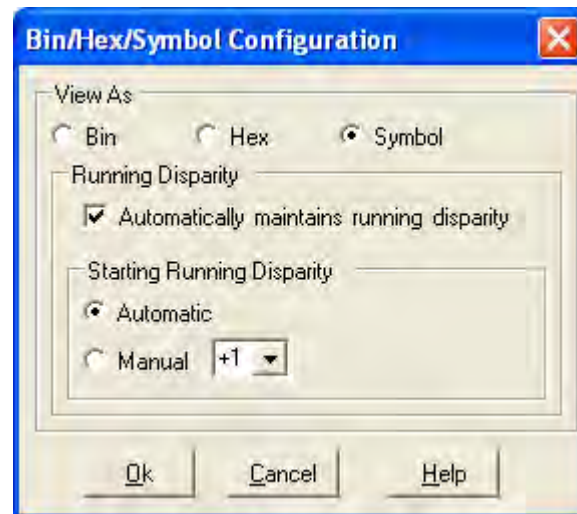 Bin/Hex/Symbol Configuration
View As
Bin Hex Symbol
Running Disparity
Automatically maintains running disparity
Starting Running Disparity
Automatic
Manual +1
Ok Cancel Help